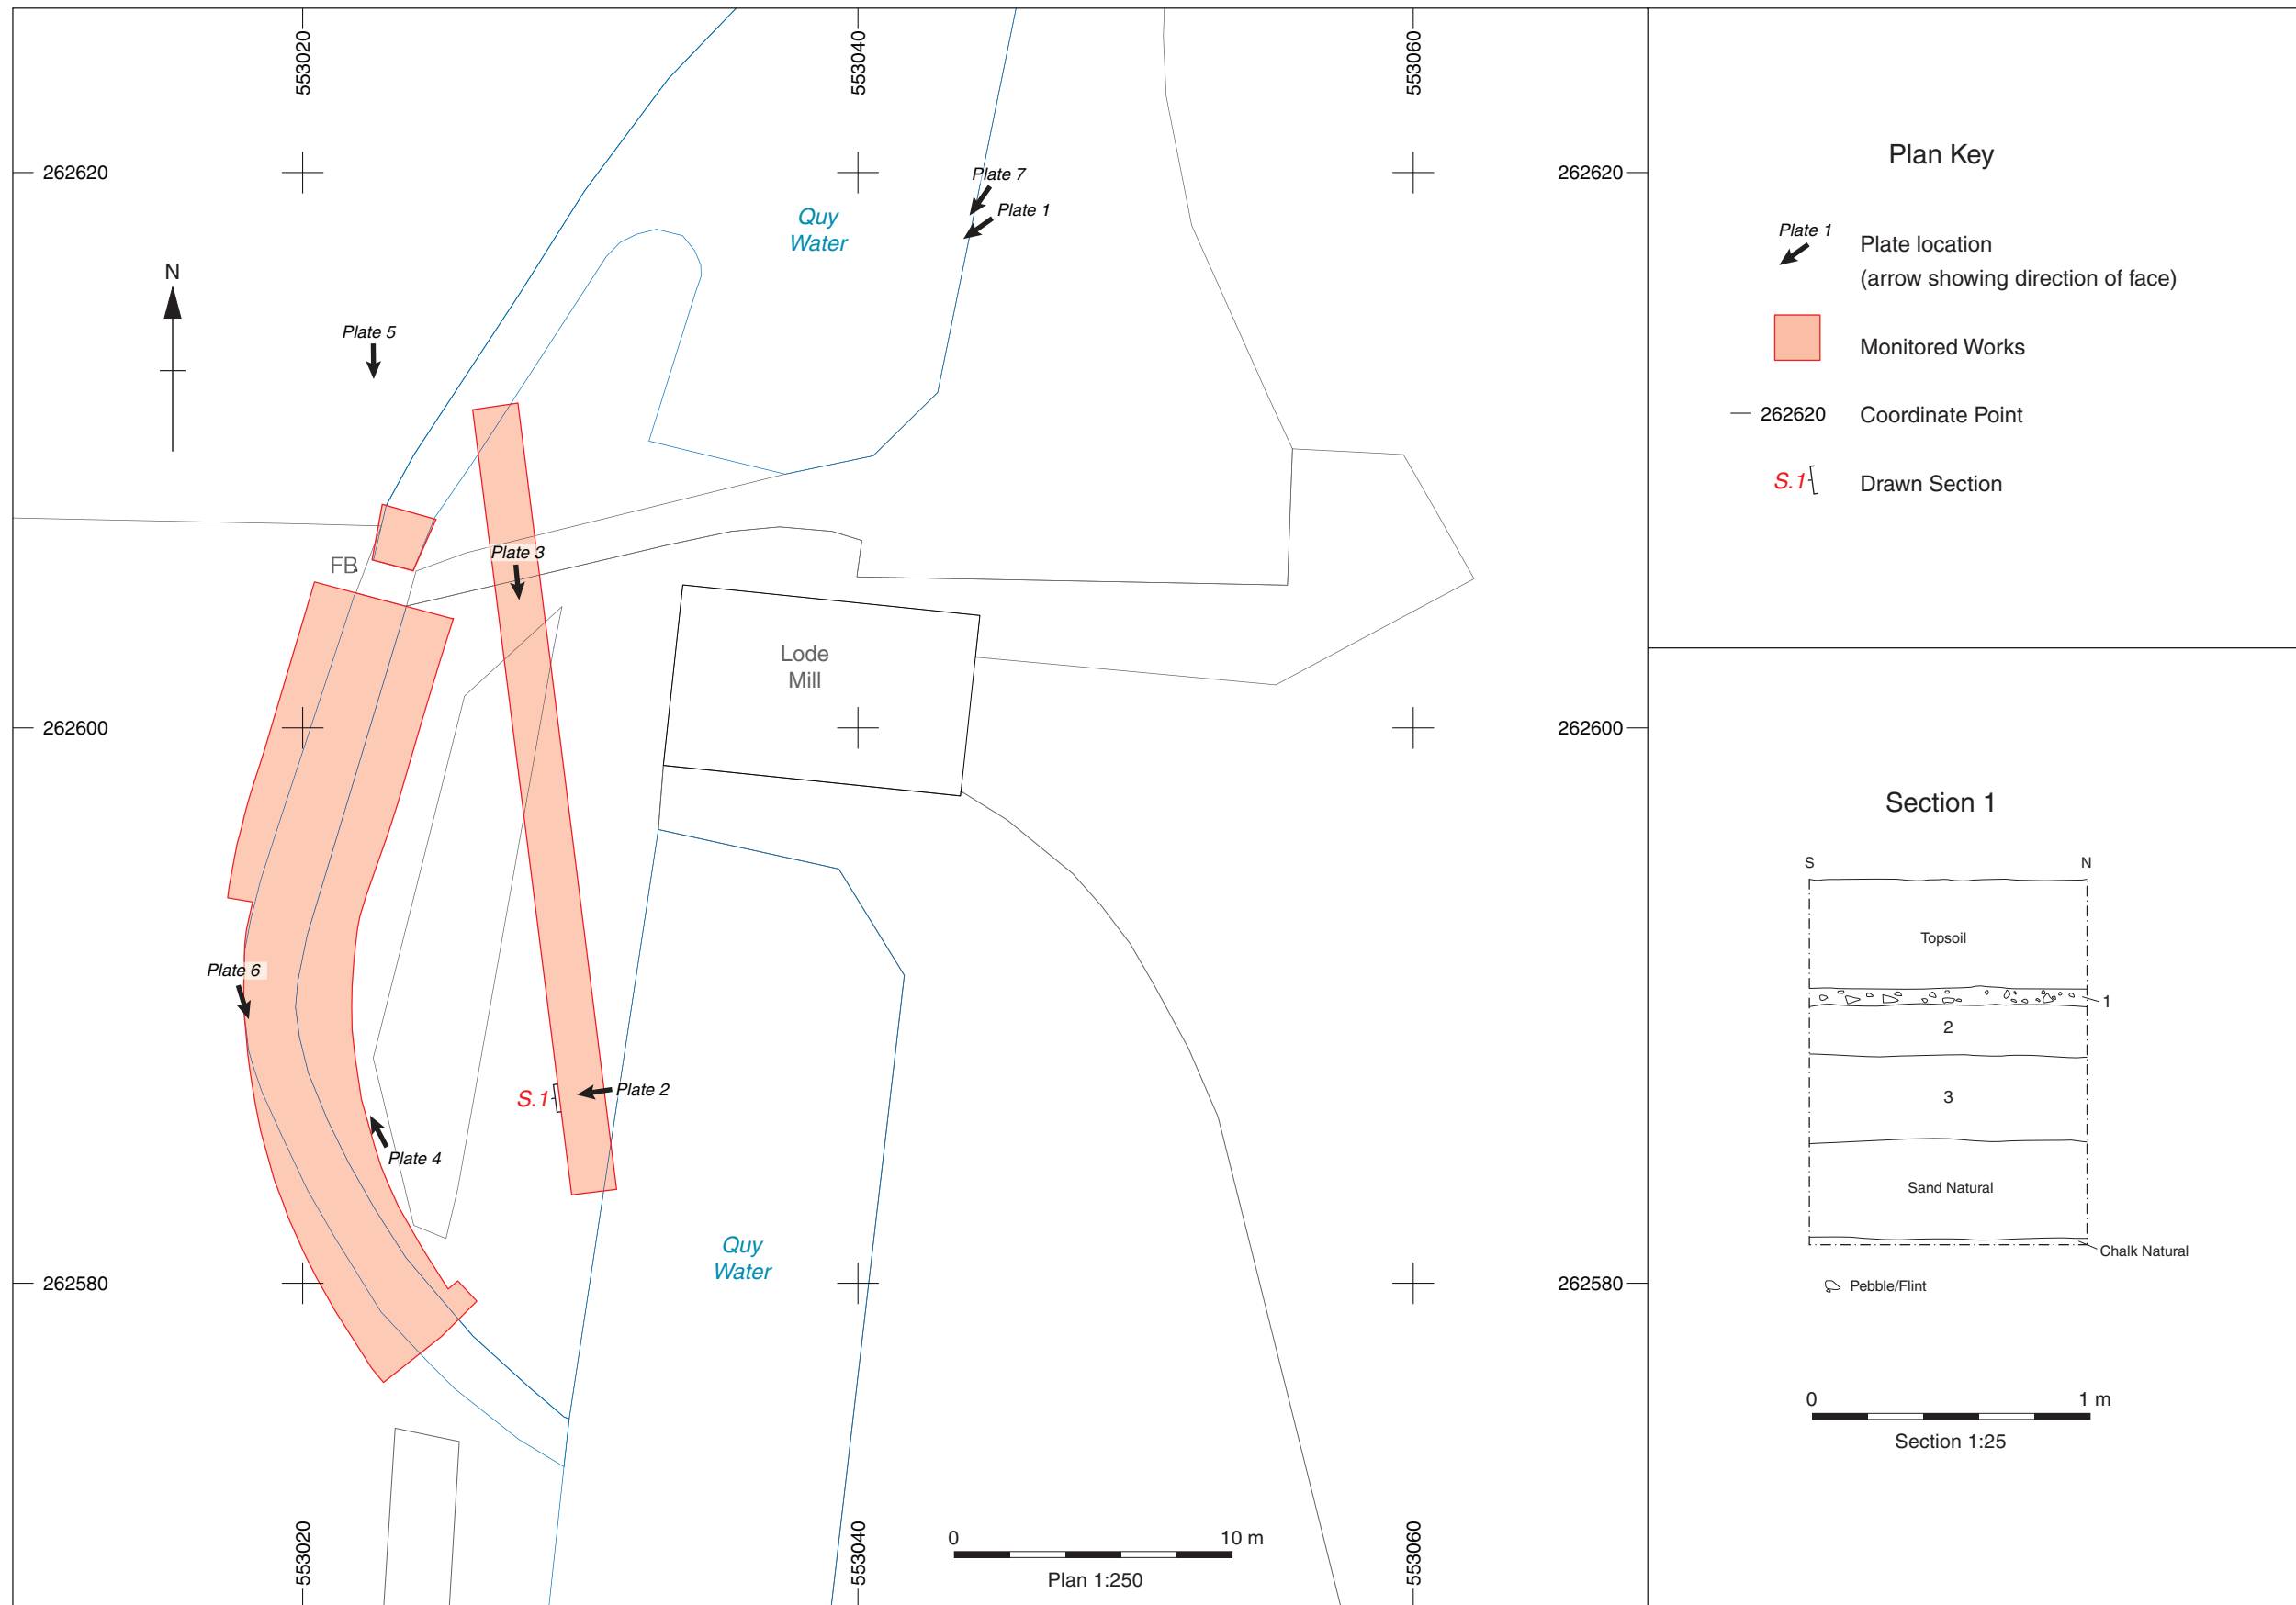 553020
553040
553060
262620
262620
Plate 7
Plate 1
Quy
Water
N
Plate 5
Plate 3
FB
Lode
Mill
262600
262600
Plate 6
S.1
Plate 2
Plate 4
Quy
Water
262580
262580
553020
553040
553060
0 10 m
Plan 1:250
Plan Key
Plate 1
Plate location
(arrow showing direction of face)
Monitored Works
262620 Coordinate Point
S.1 Drawn Section
Section 1
S N
Topsoil
1
2
3
Sand Natural
Chalk Natural
Pebble/Flint
0 1 m
Section 1:25